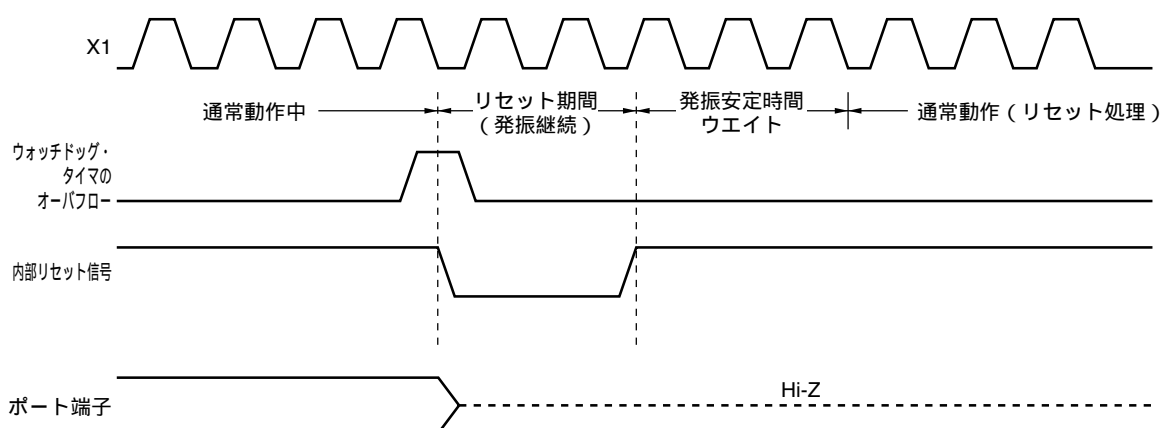 X1
通常動作中
リセット期間
(発振継続)
発振安定時間
ウエイト
通常動作(リセット処理)
ウォッチドッグ・
タイマの
オーバフロー
内部リセット信号
ポート端子
Hi-Z